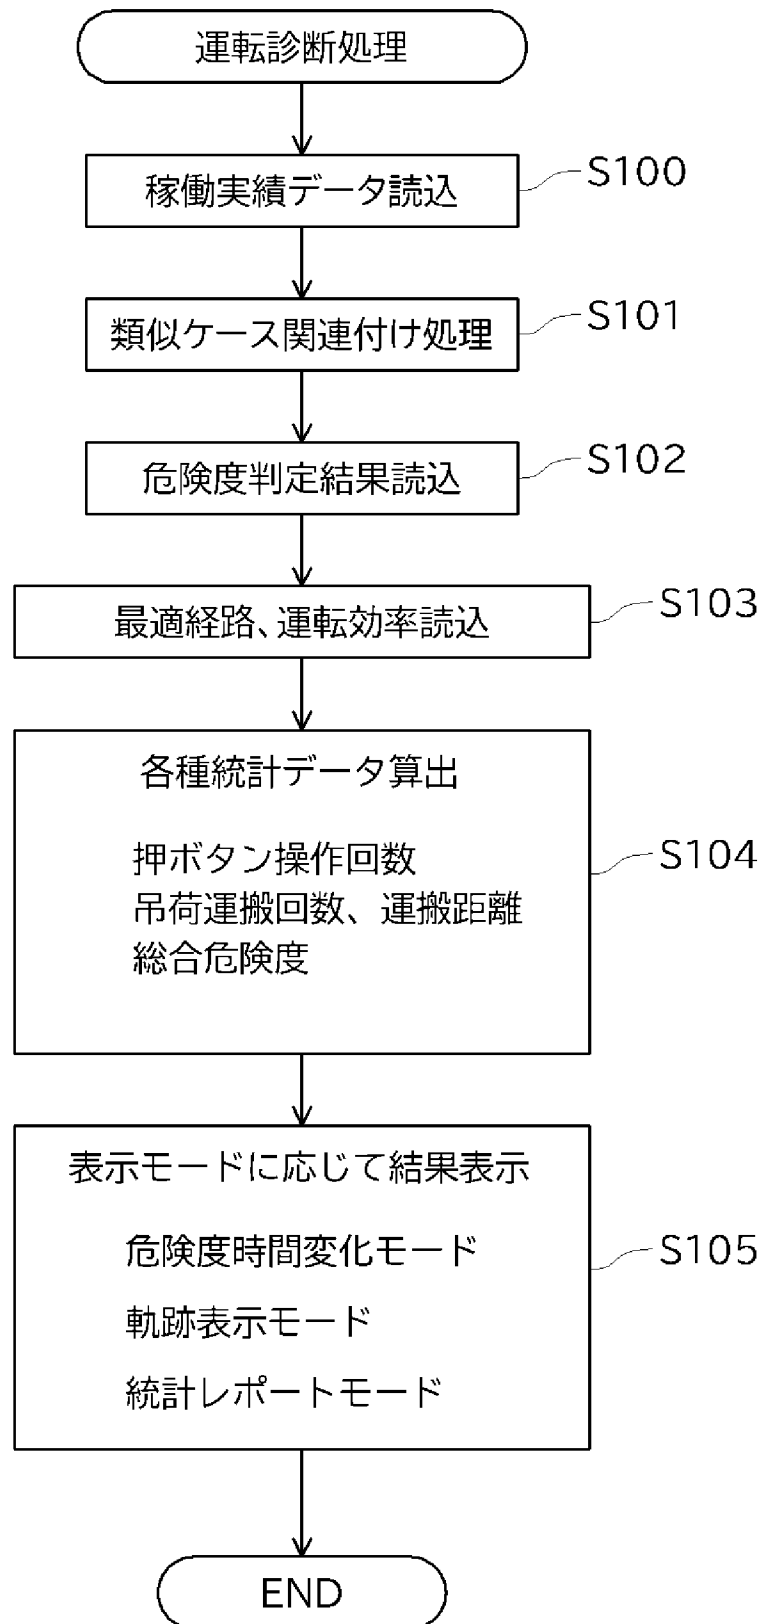 運転診断処理
稼働実績データ読込
S100
類似ケース関連付け処理
S101
危険度判定結果読込
S102
最適経路、運転効率読込
S103
各種統計データ算出
押ボタン操作回数
吊荷運搬回数、運搬距離
総合危険度
S104
表示モードに応じて結果表示
危険度時間変化モード
軌跡表示モード
統計レポートモード
S105
END